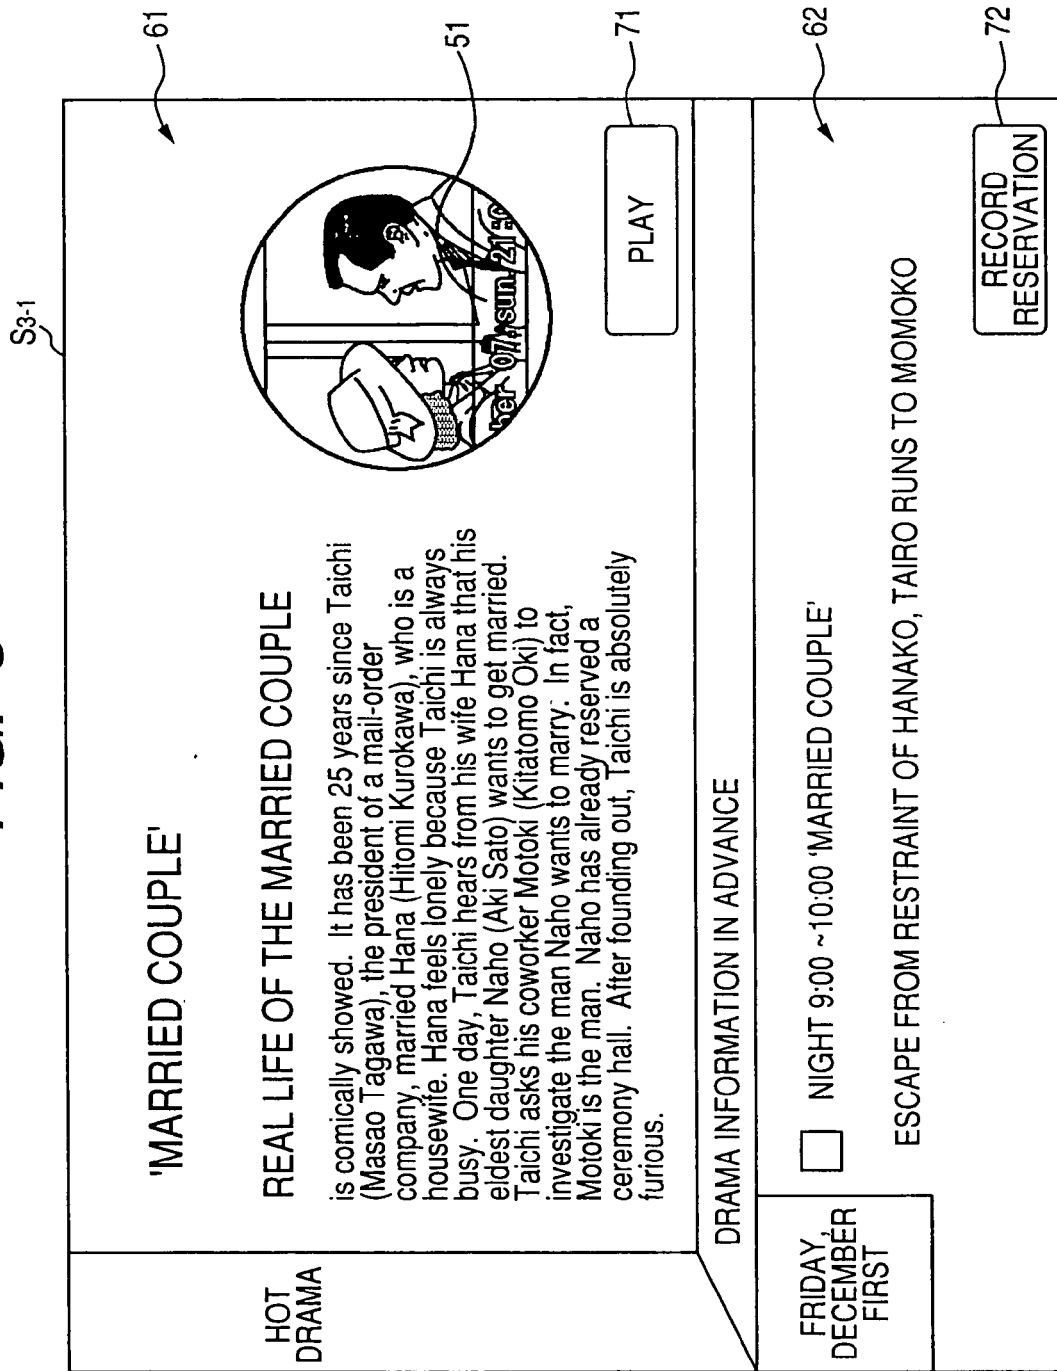 S3-1
61
HOT
DRAMA
'MARRIED COUPLE'
REAL LIFE OF THE MARRIED COUPLE
is comically showed. It has been 25 years since Taichi
(Masao Tagawa), the president of a mail-order
company, married Hana (Hitomi Kurokawa), who is a
housewife. Hana feels lonely because Taichi is always
busy. One day, Taichi hears from his wife Hana that his
eldest daughter Naho (Aki Sato) wants to get married.
Taichi asks his coworker Motoki (Kitatomo Oki) to
investigate the man Naho wants to marry. In fact,
Motoki is the man. Naho has already reserved a
ceremony hall. After founding out, Taichi is absolutely
furious.
her 07/:sun. 21:0
51
PLAY
71
DRAMA INFORMATION IN ADVANCE
FRIDAY,
DECEMBER
FIRST
NIGHT 9:00 ~10:00 'MARRIED COUPLE'
62
ESCAPE FROM RESTRAINT OF HANAKO, TAIRO RUNS TO MOMOKO
RECORD
RESERVATION
72